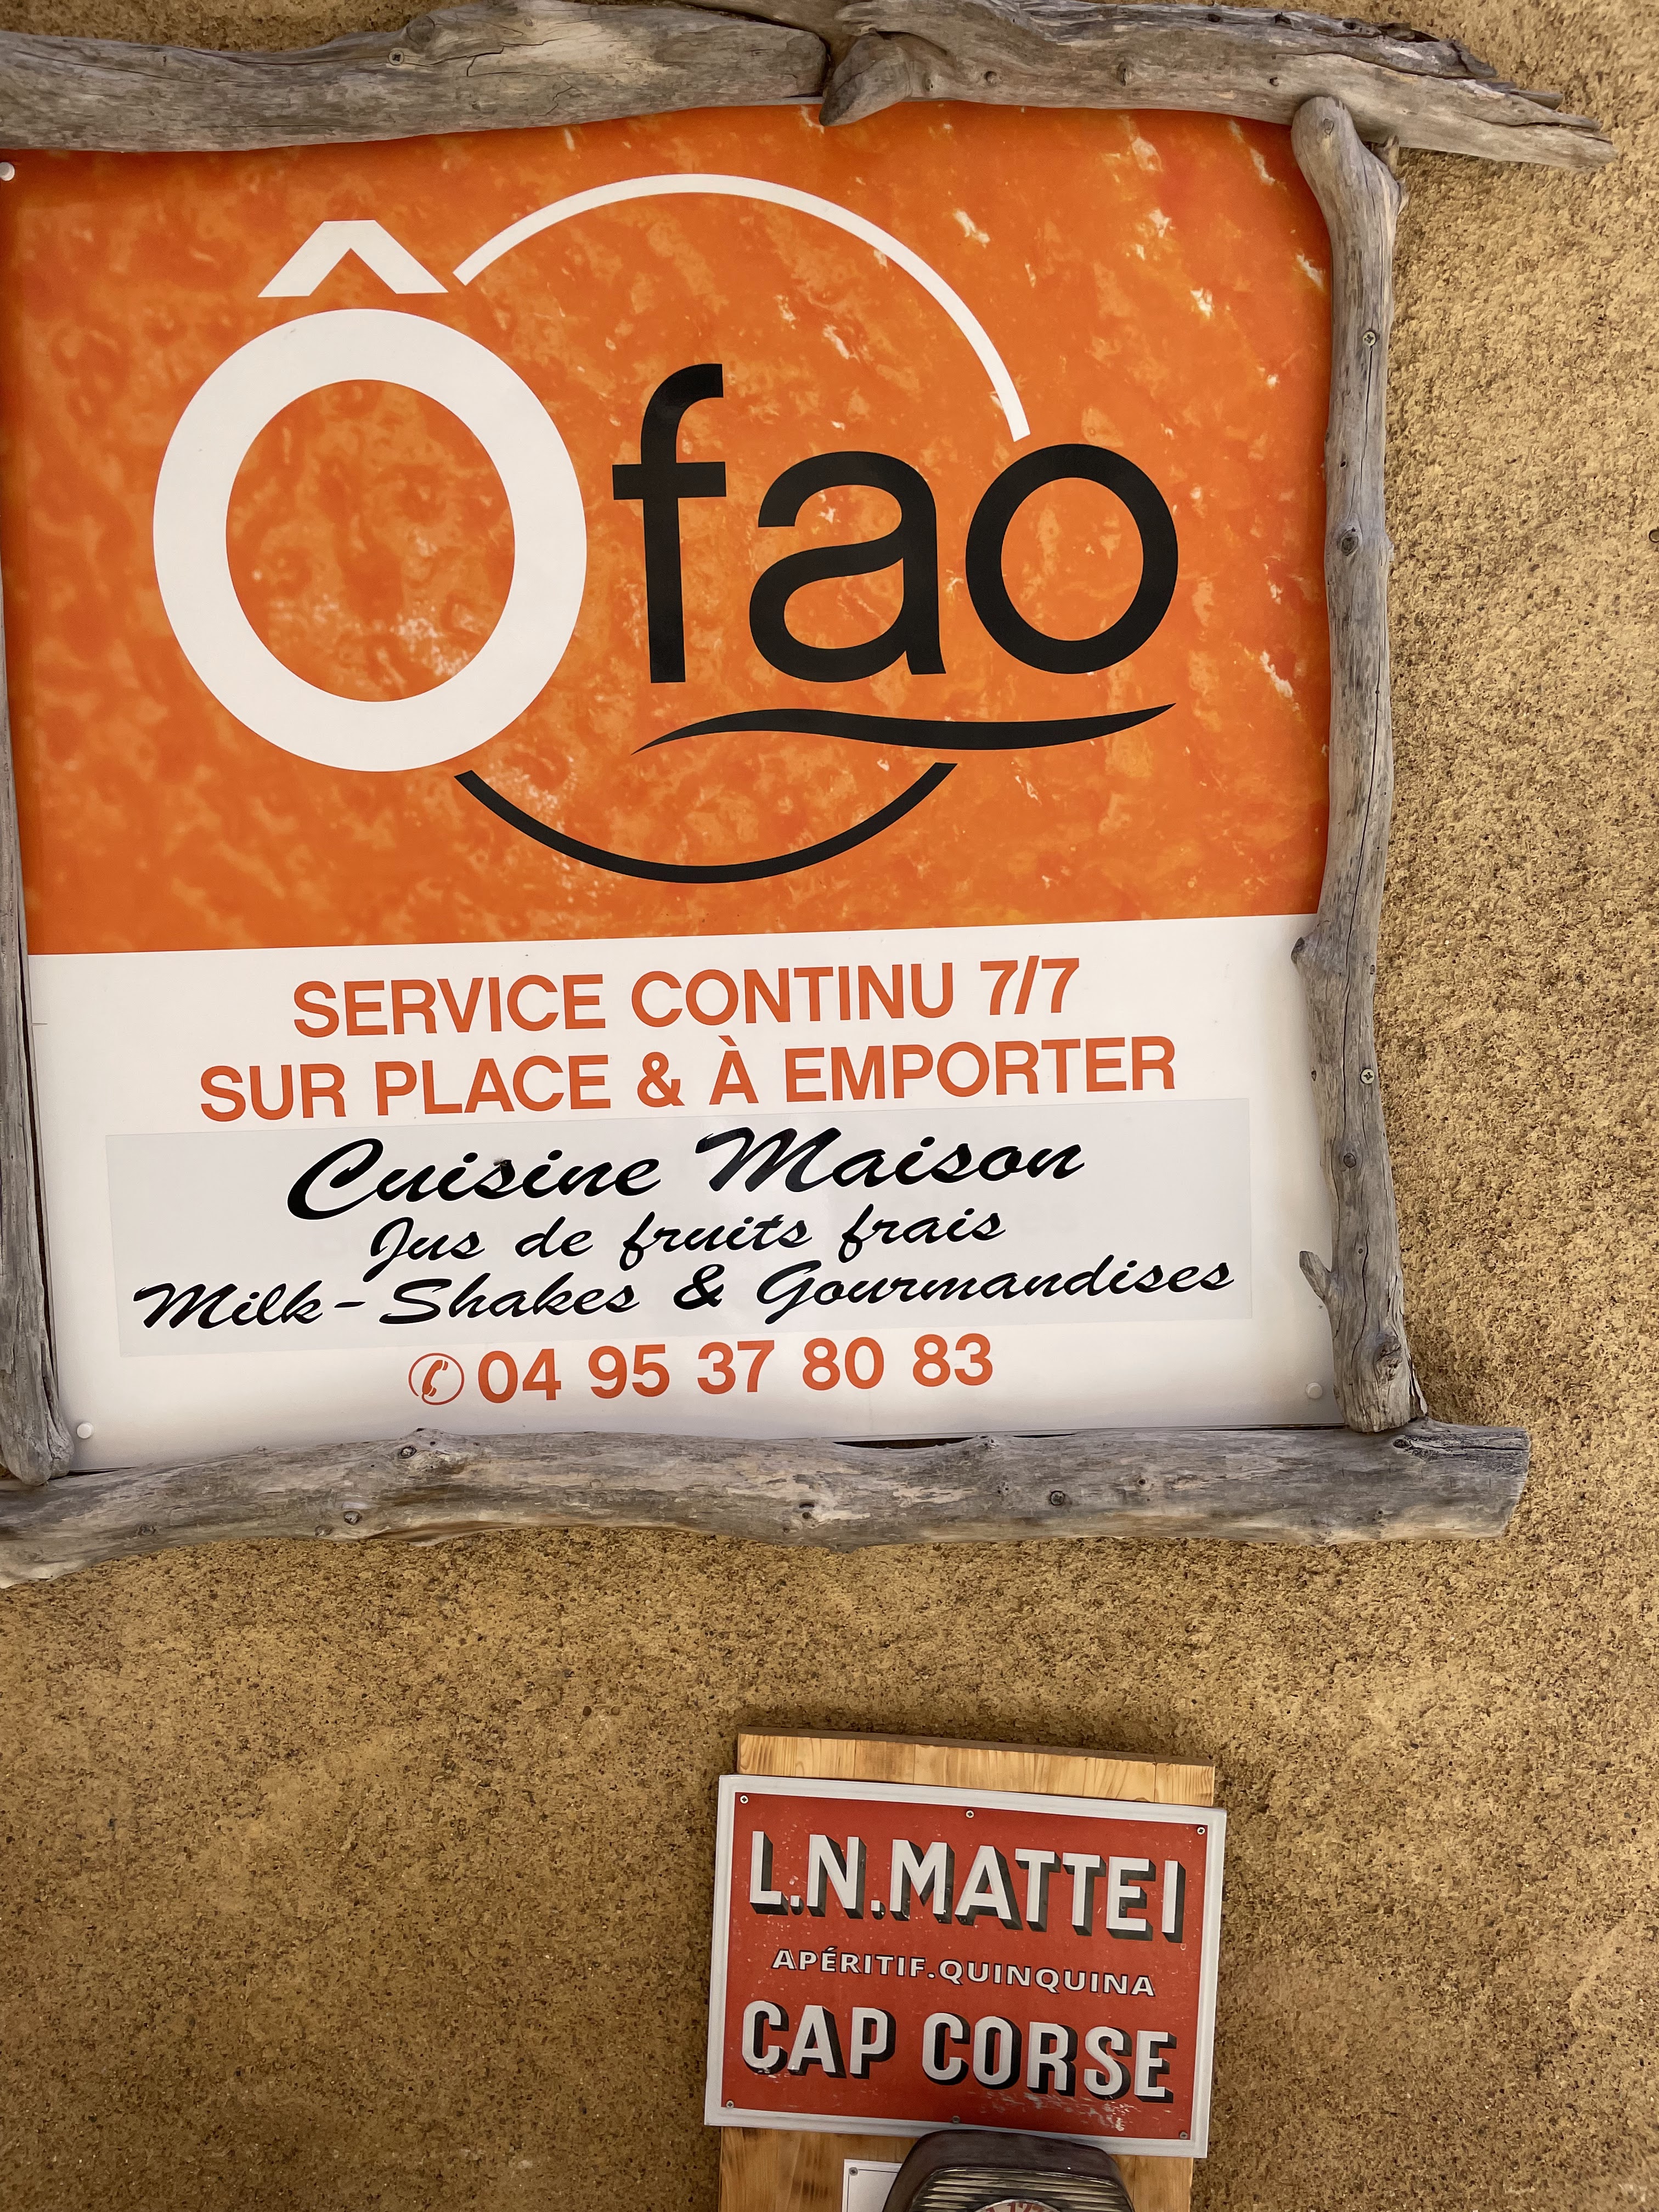 Ô fao
SERVICE CONTINU 7/7
SUR PLACE & À EMPORTER
Cuisine Maison
Jus de fruits frais
Milk-Shakes & Gourmandises
04 95 37 80 83
L.N.MATTEI
APÉRITIF.QUINQUINA
CAP CORSE